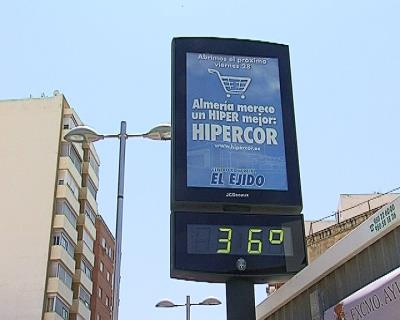 Abrimos el próximo
viernes 28
Almería merece
un HIPER mejor:
HIPERCOR
www.hipercor.es
EL EJIDO
JCDecaux
36º
EXCMO. AYU